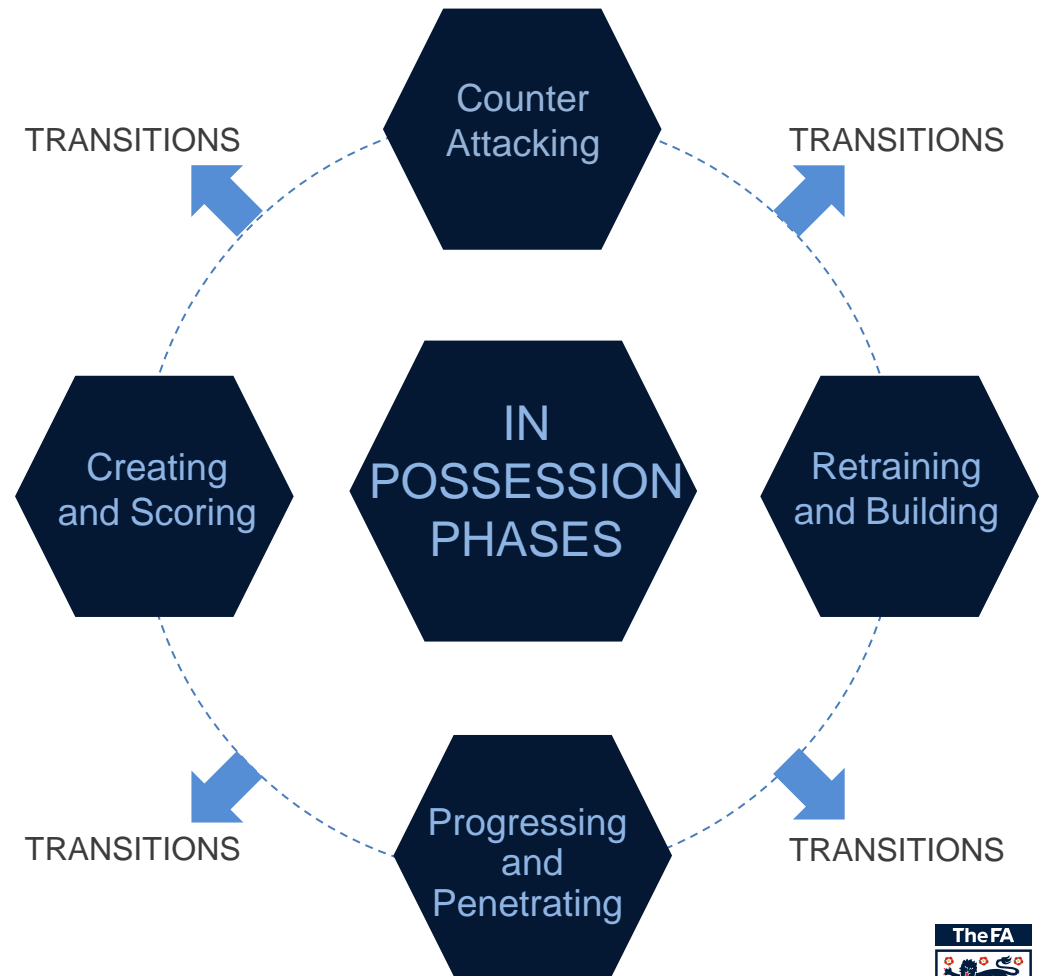 Counter
Attacking
TRANSITIONS
TRANSITIONS
IN
POSSESSION
PHASES
Creating
and Scoring
Retraining
and Building
Progressing
and
Penetrating
TRANSITIONS
TRANSITIONS
TheFA